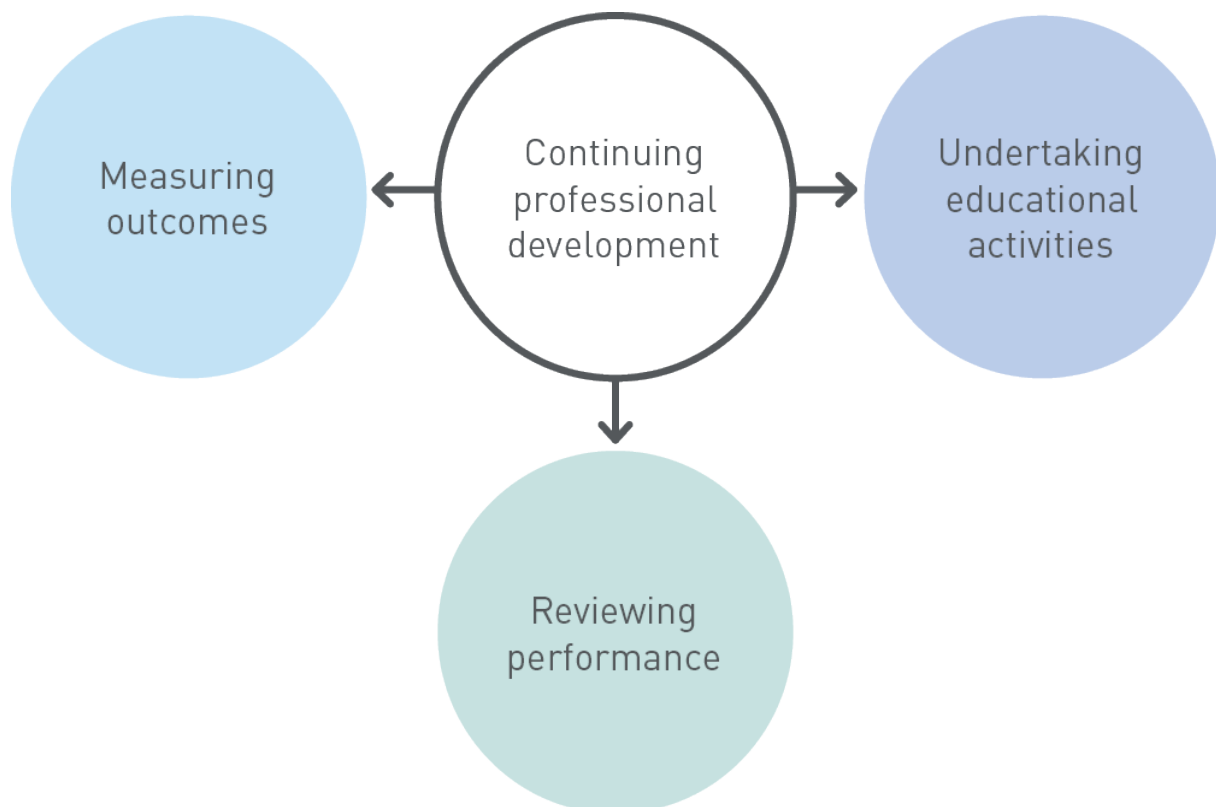 Measuring
outcomes
Continuing
professional
development
Undertaking
educational
activities
Reviewing
performance